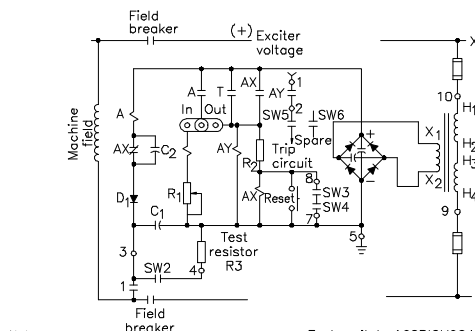 Field
breaker
(+) Exciter
voltage
X
A
T
AX
AY
1
In Out
2
SW5
SW6
10
H1
A
Machine
field
AX
C2
AY
R2
Spare
Trip
circuit
+
X1
H2
X2
H3
H4
D1
R1
AX
Reset
8
SW3
SW4
7
−
9
C1
Test
resistor
R3
5
3
SW2
4
1
Field
breaker